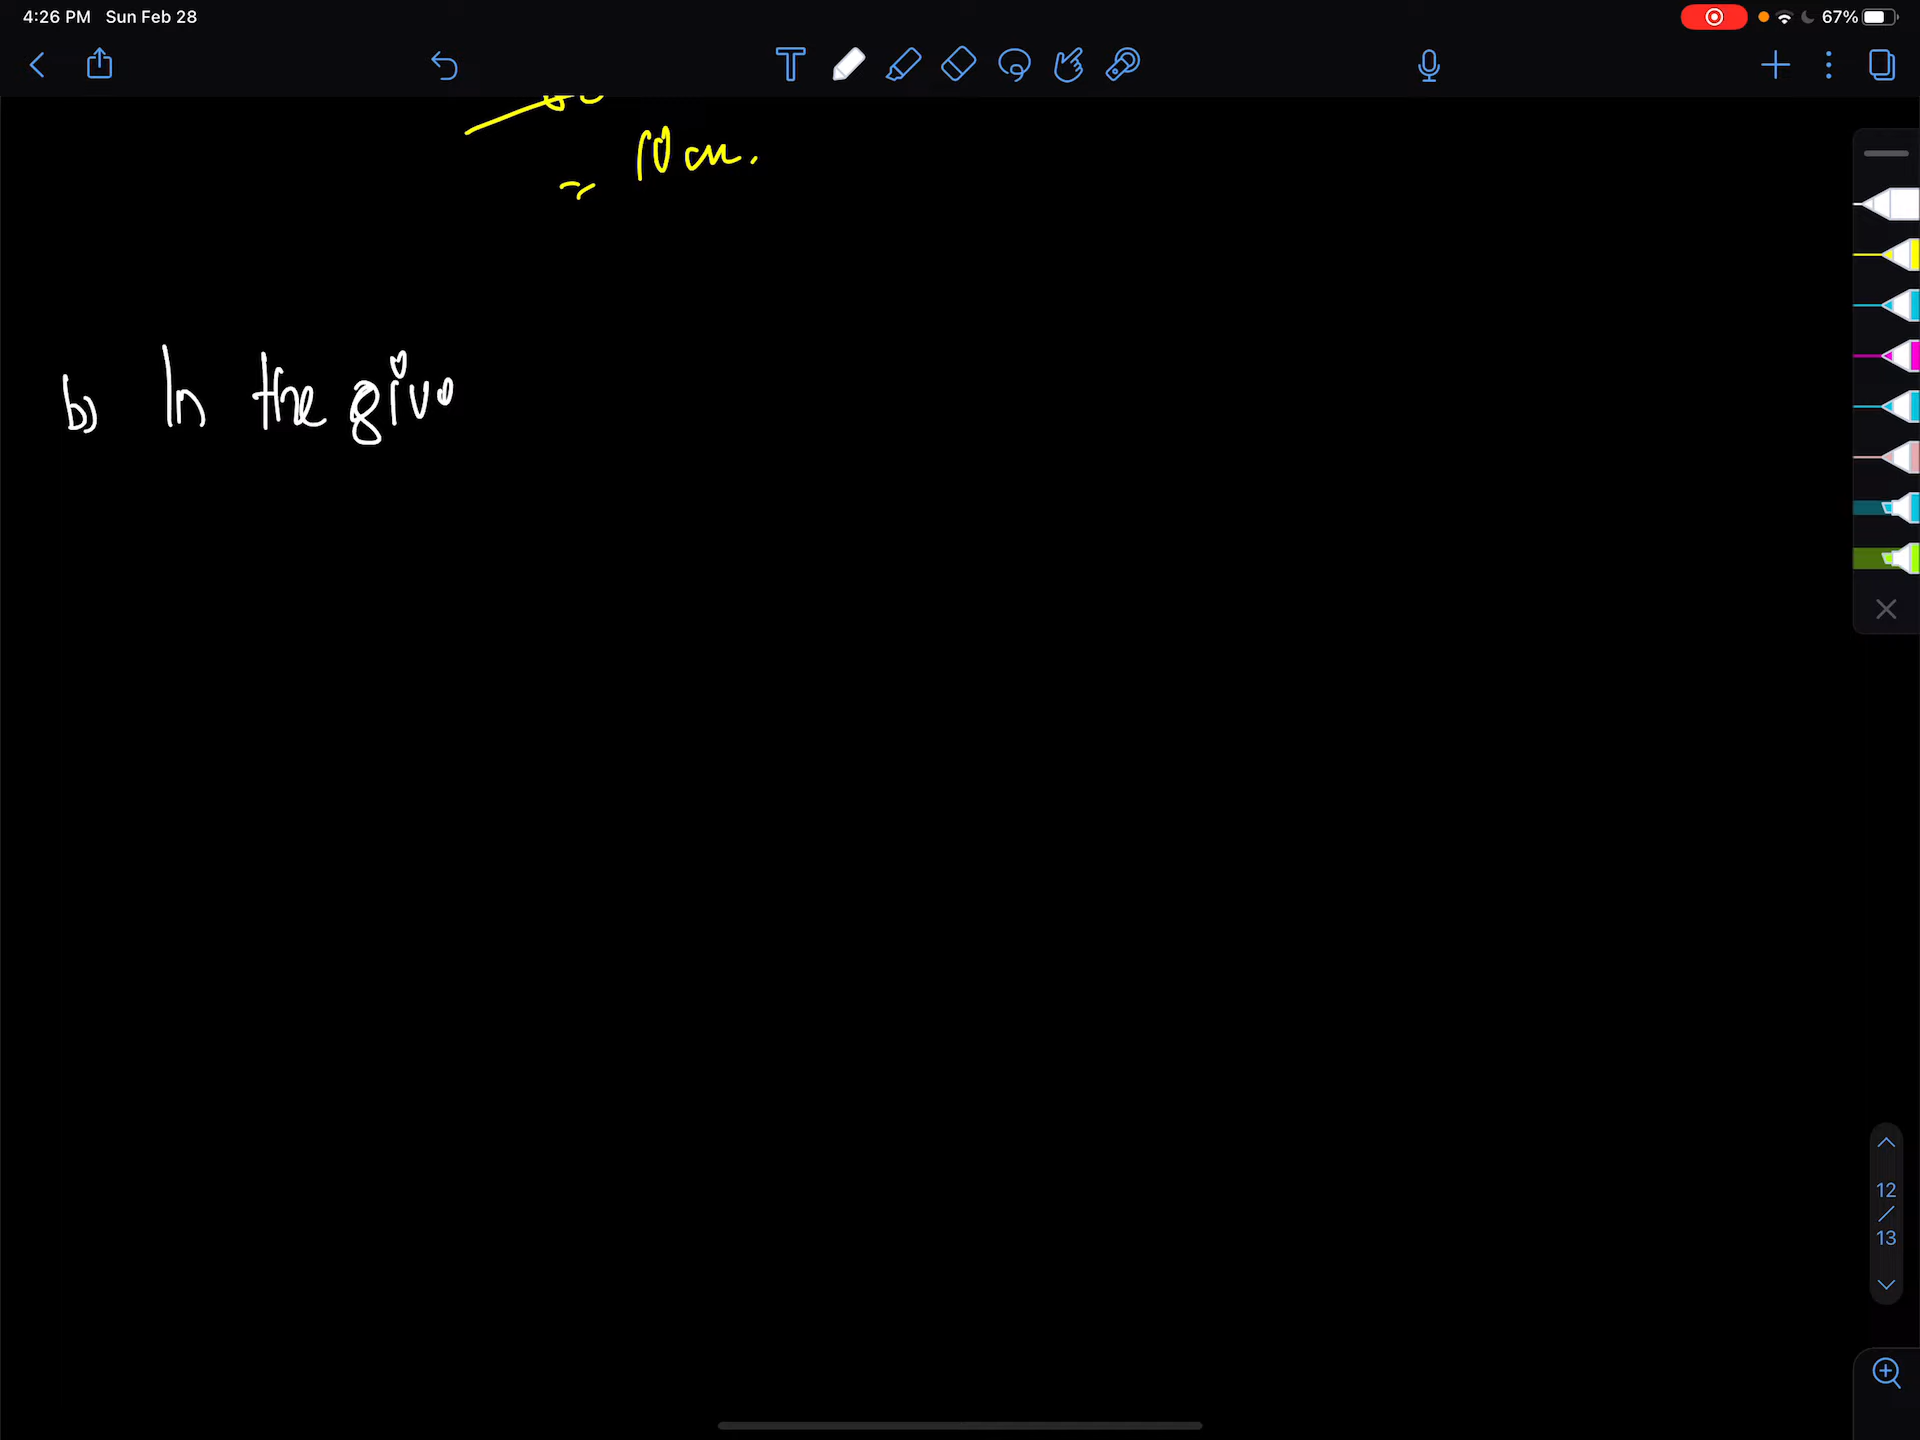 4:26 PM Sun Feb 28
67%
10 cm.
=
b) In the give
12
/
13